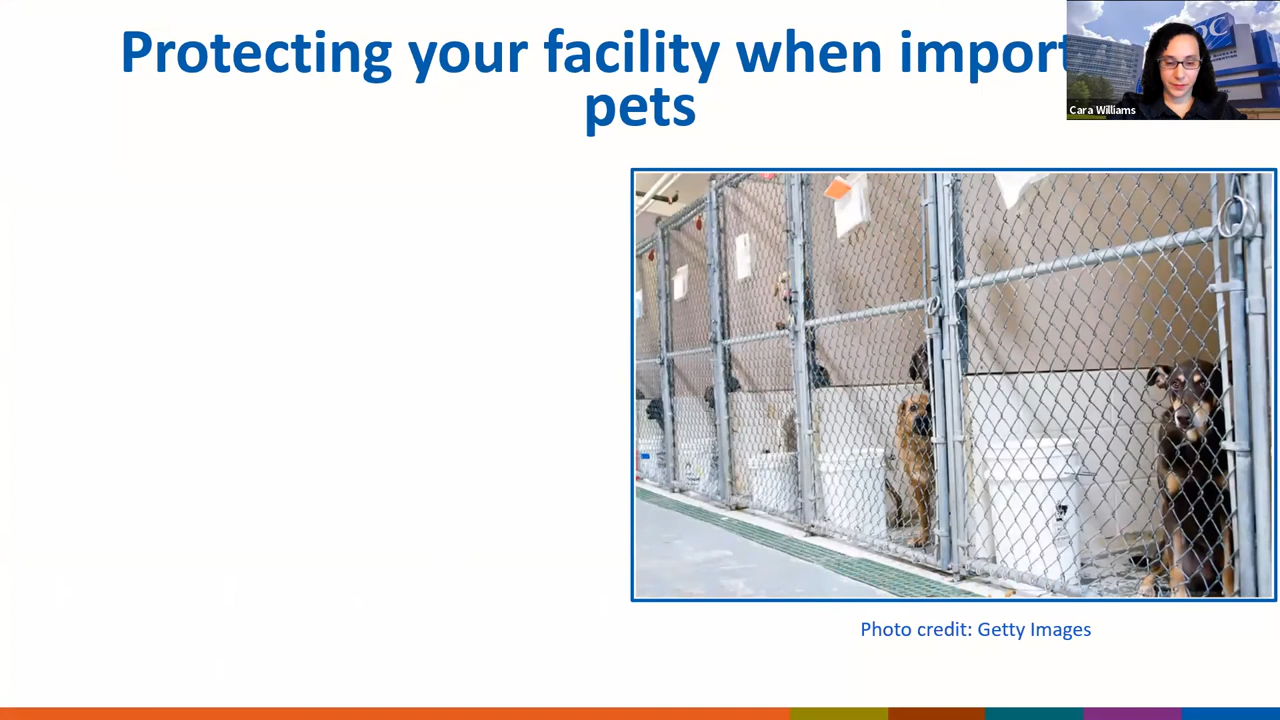 Protecting your facility when import
pets
Cara Williams
Photo credit: Getty Images